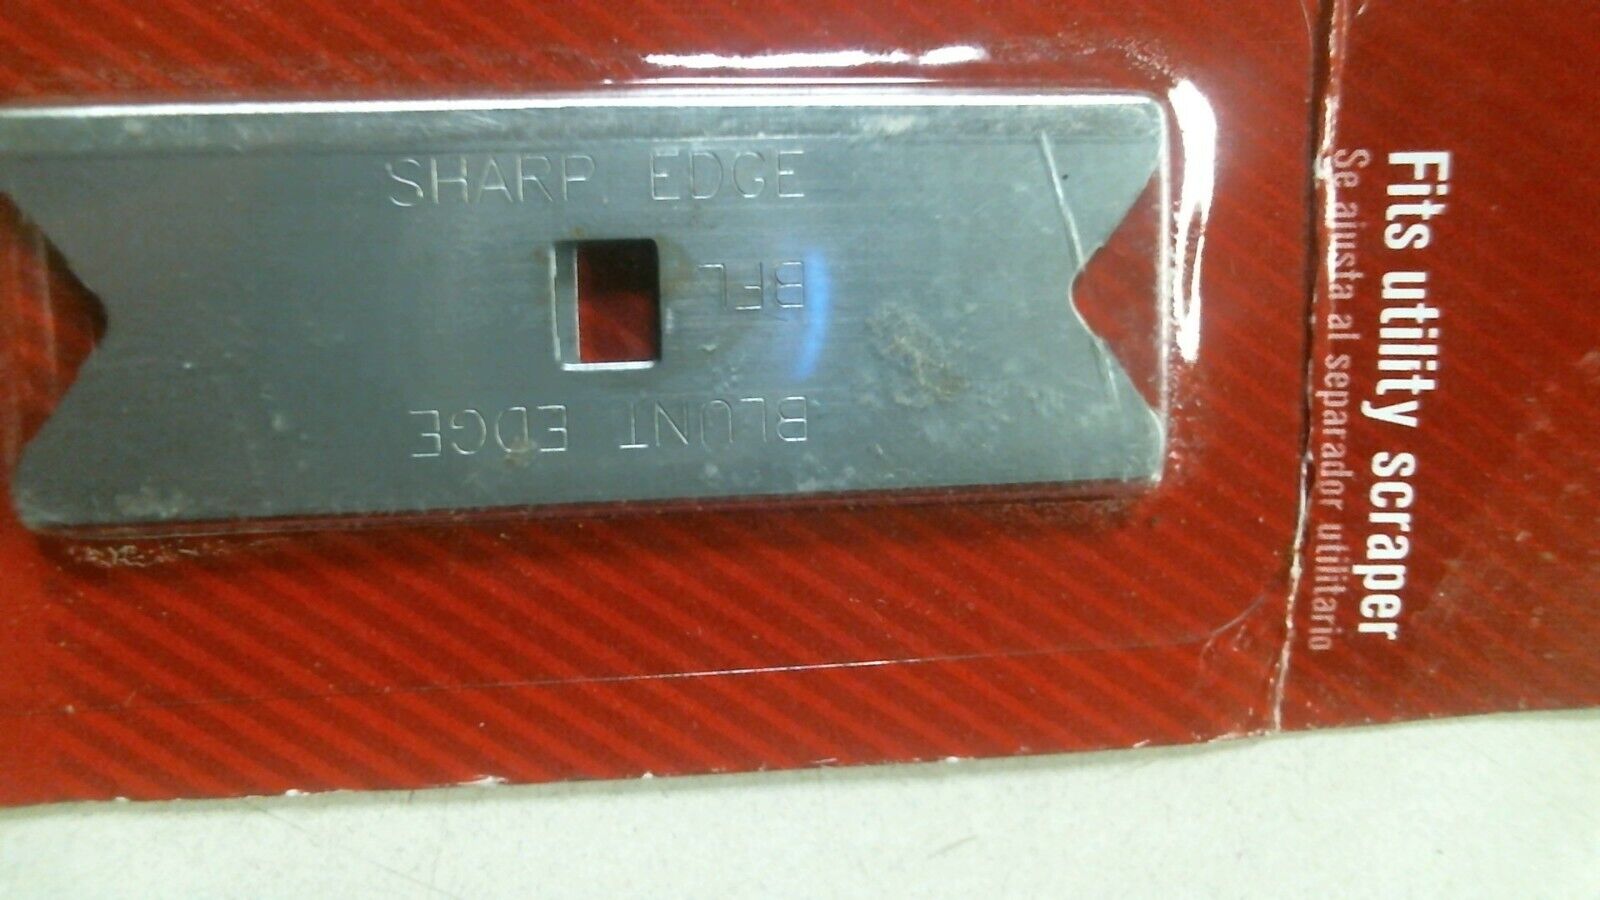 SHARP EDGE
BFL
BLUNT EDGE
Fits utility scraper
Se ajusta al separador utilitario